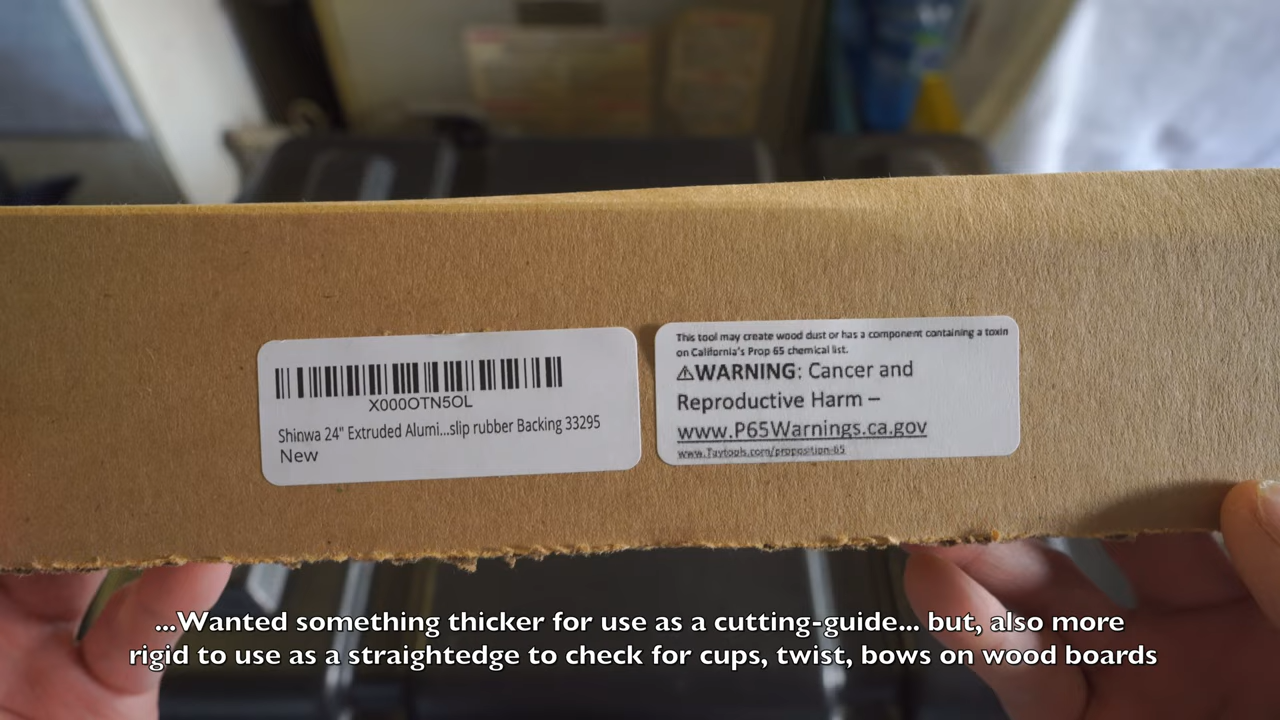 X000OTN5OL
Shinwa 24" Extruded Alumi...slip rubber Backing 33295
New
This tool may create wood dust or has a component containing a toxin
on California's Prop 65 chemical list.
⚠WARNING: Cancer and
Reproductive Harm –
www.P65Warnings.ca.gov
www.Taytools.com/proposition-65
...Wanted something thicker for use as a cutting-guide... but, also more
rigid to use as a straightedge to check for cups, twist, bows on wood boards